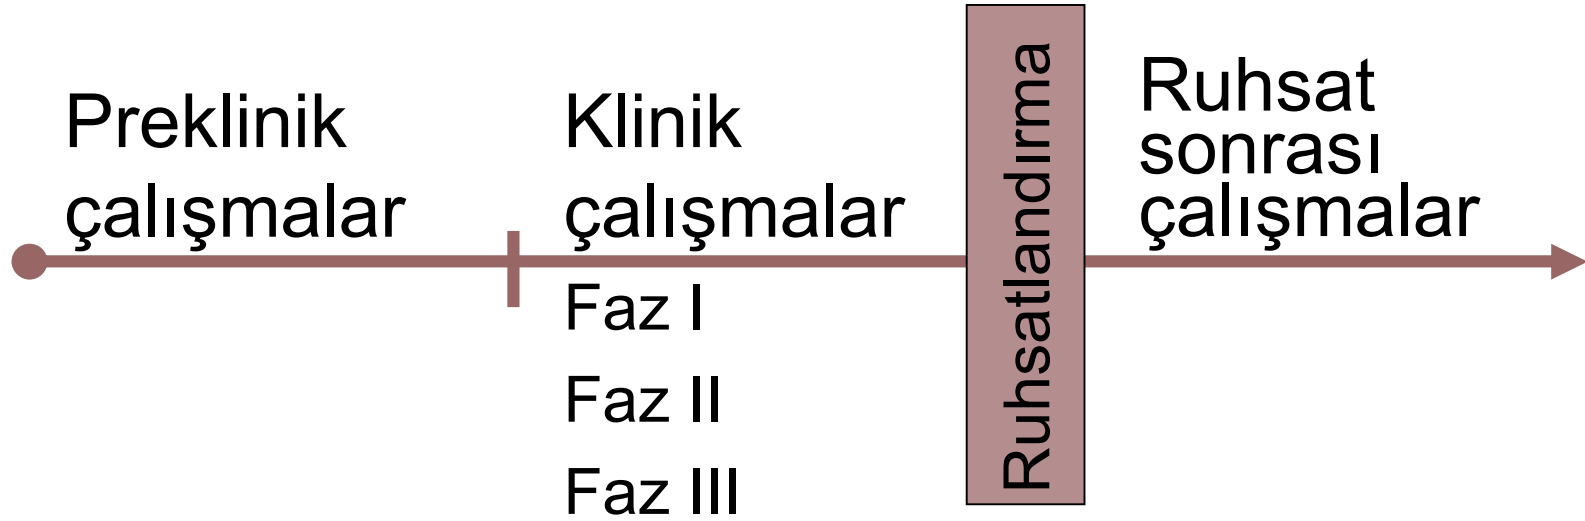 Preklinik
çalışmalar
Klinik
çalışmalar
Faz I
Faz II
Faz III
Ruhsatlandırma
Ruhsat
sonrası
çalışmalar